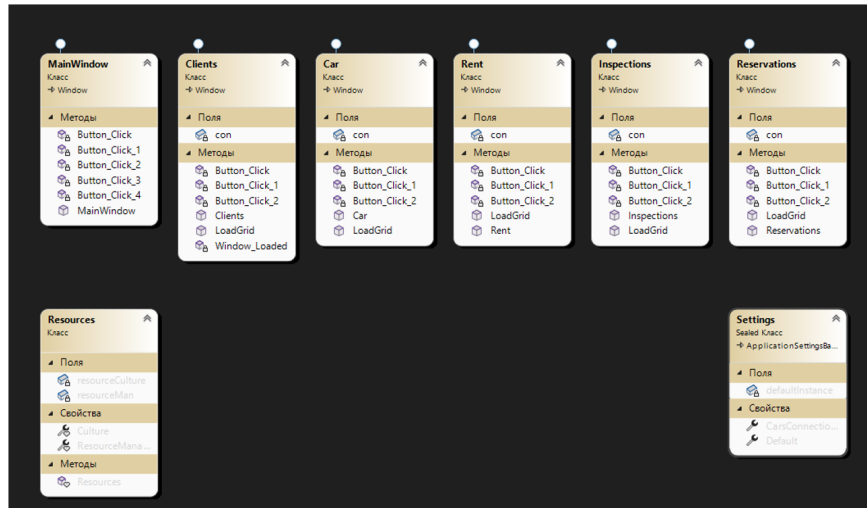 MainWindow
Класс
Window
Методы
Button_Click
Button_Click_1
Button_Click_2
Button_Click_3
Button_Click_4
MainWindow
Clients
Класс
Window
Поля
con
Методы
Button_Click
Button_Click_1
Button_Click_2
Clients
LoadGrid
Window_Loaded
Car
Класс
Window
Поля
con
Методы
Button_Click
Button_Click_1
Button_Click_2
Car
LoadGrid
Rent
Класс
Window
Поля
con
Методы
Button_Click
Button_Click_1
Button_Click_2
LoadGrid
Rent
Inspections
Класс
Window
Поля
con
Методы
Button_Click
Button_Click_1
Button_Click_2
Inspections
LoadGrid
Reservations
Класс
Window
Поля
con
Методы
Button_Click
Button_Click_1
Button_Click_2
LoadGrid
Reservations
Resources
Класс
Поля
resourceCulture
resourceMan
Свойства
Culture
ResourceMana...
Методы
Resources
Settings
Sealed Класс
ApplicationSettingsBa...
Поля
defaultInstance
Свойства
CarsConnectio...
Default